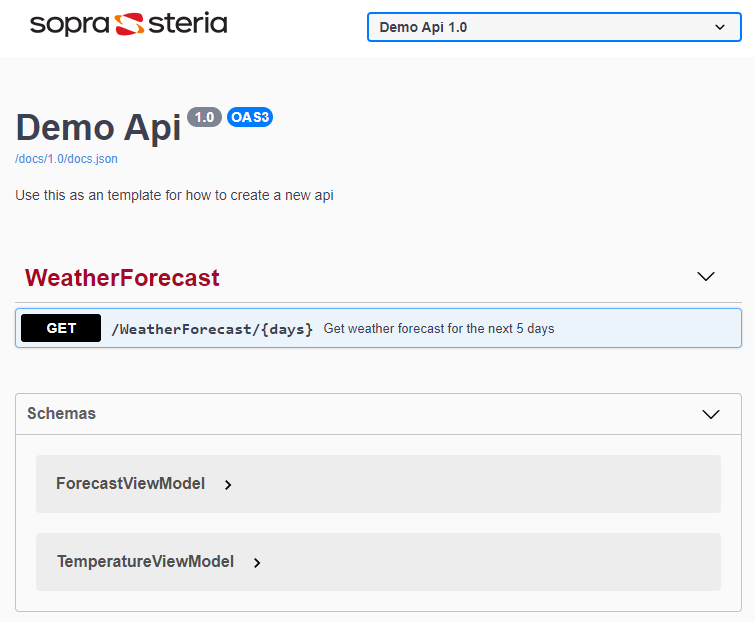 sopra steria
Demo Api 1.0
Demo Api 1.0 OAS3
/docs/1.0/docs.json
Use this as an template for how to create a new api
WeatherForecast
GET /WeatherForecast/{days} Get weather forecast for the next 5 days
Schemas
ForecastViewModel
TemperatureViewModel